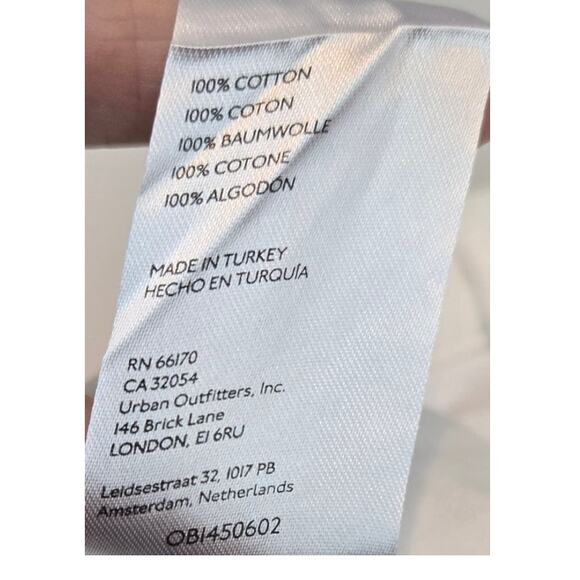 100% COTTON
100% COTON
100% BAUMWOLLE
100% COTONE
100% ALGODÓN
MADE IN TURKEY
HECHO EN TURQUÍA
RN 66170
CA 32054
Urban Outfitters, Inc.
146 Brick Lane
LONDON, E1 6RU
Leidsestraat 32, 1017 PB
Amsterdam, Netherlands
OB1450602